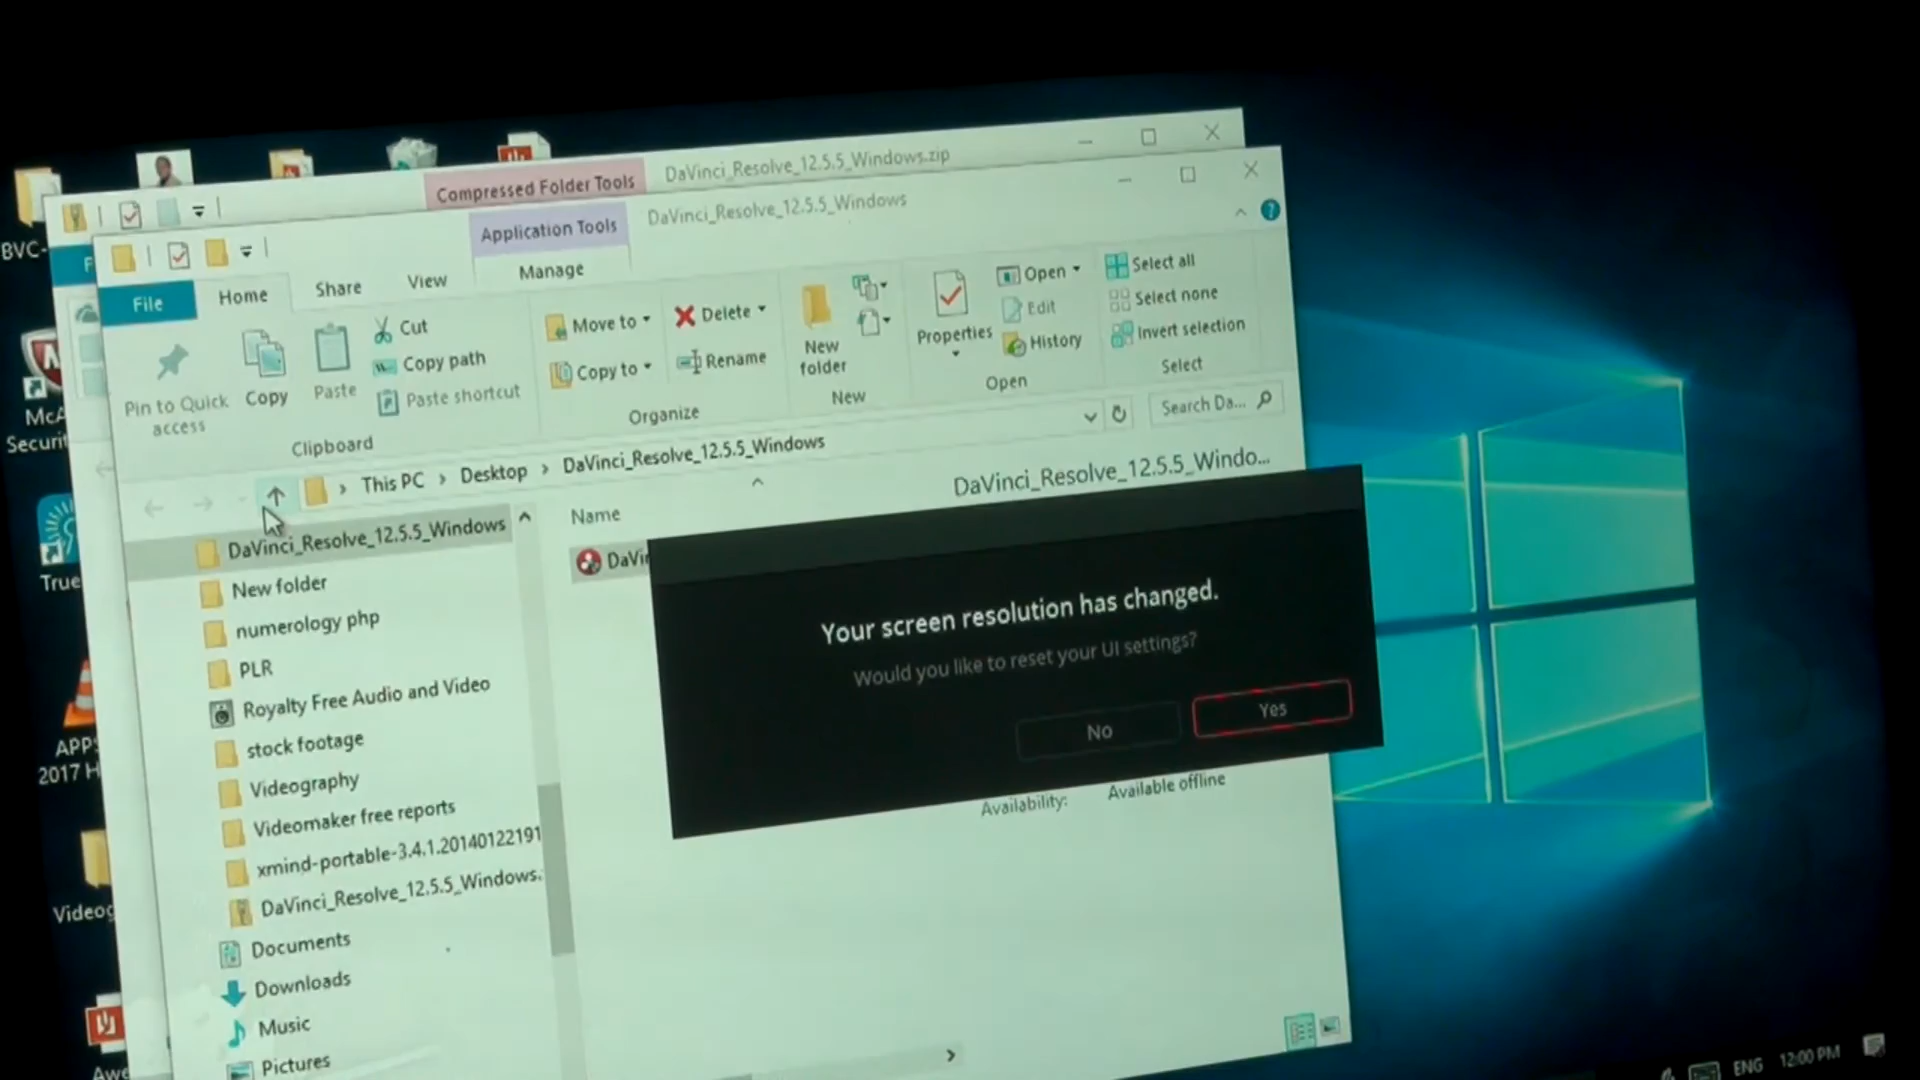 DaVinci_Resolve_12.5.5_Windows.zip
Compressed Folder Tools
DaVinci_Resolve_12.5.5_Windows
Application Tools
File
Home
Share
View
Manage
Pin to Quick
access
Copy
Paste
Cut
Copy path
Paste shortcut
Clipboard
Move to
Copy to
Delete
Rename
Organize
New
folder
New
Properties
Open
Edit
History
Open
Select all
Select none
Invert selection
Select
This PC > Desktop > DaVinci_Resolve_12.5.5_Windows
Search Da...
DaVinci_Resolve_12.5.5_Windows
New folder
numerology php
PLR
Royalty Free Audio and Video
stock footage
Videography
Videomaker free reports
xmind-portable-3.4.1.20140122191
DaVinci_Resolve_12.5.5_Windows.
Documents
Downloads
Music
Pictures
Name
DaVin
DaVinci_Resolve_12.5.5_Windo...
Your screen resolution has changed.
Would you like to reset your UI settings?
No
Yes
Availability: Available offline
BVC-
McA
Securit
True
APPS
2017 H
Videog
Awe
ENG
12:00 PM